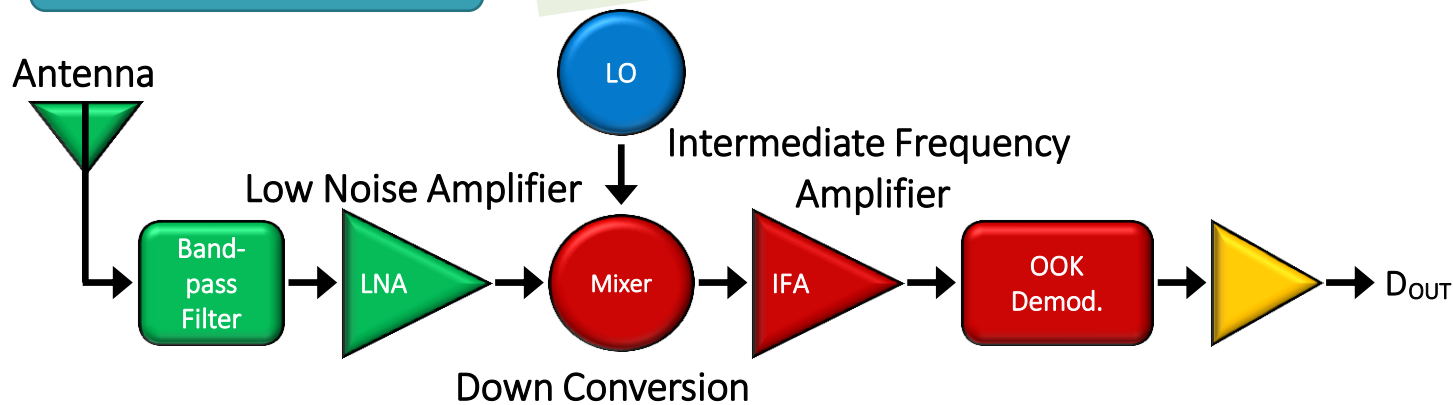 Antenna
LO
Intermediate Frequency
Amplifier
Low Noise Amplifier
Band-
pass
Filter
LNA
Mixer
IFA
OOK
Demod.
DOUT
Down Conversion